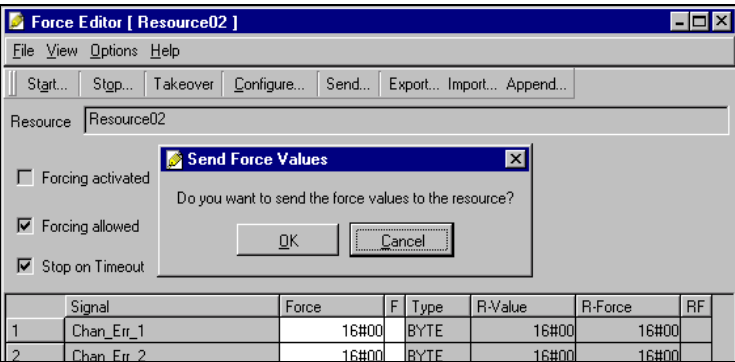 Force Editor [ Resource02 ]
File View Options Help
Start... Stop... Takeover Configure... Send... Export... Import... Append...
Resource Resource02
Send Force Values
Forcing activated
Do you want to send the force values to the resource?
Forcing allowed
OK Cancel
Stop on Timeout
Signal Force F Type R-Value R-Force RF
1 Chan_Err_1 16#00 BYTE 16#00 16#00
2 Chan_Err_2 16#00 BYTE 16#00 16#00